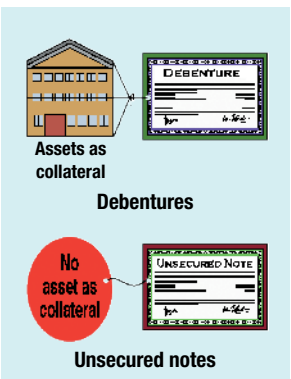 DEBENTURE
Assets as
collateral
Debentures
No
asset as
collateral
UNSECURED NOTE
Unsecured notes